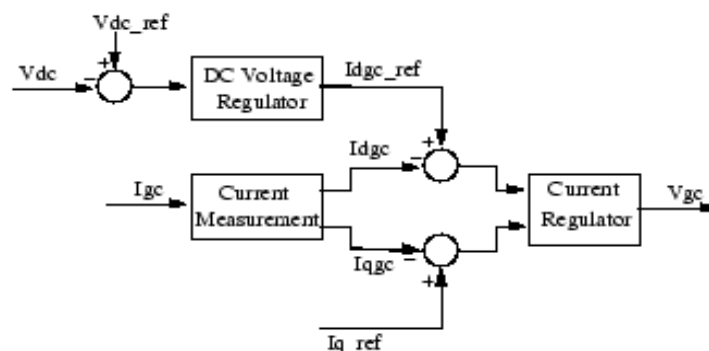 Vdc_ref
+
Vdc
−
DC Voltage
Regulator
Idgc_ref
+
−
Idgc
Igc
Current
Measurement
Current
Regulator
Vgc
Iqgc
−
+
Iq_ref